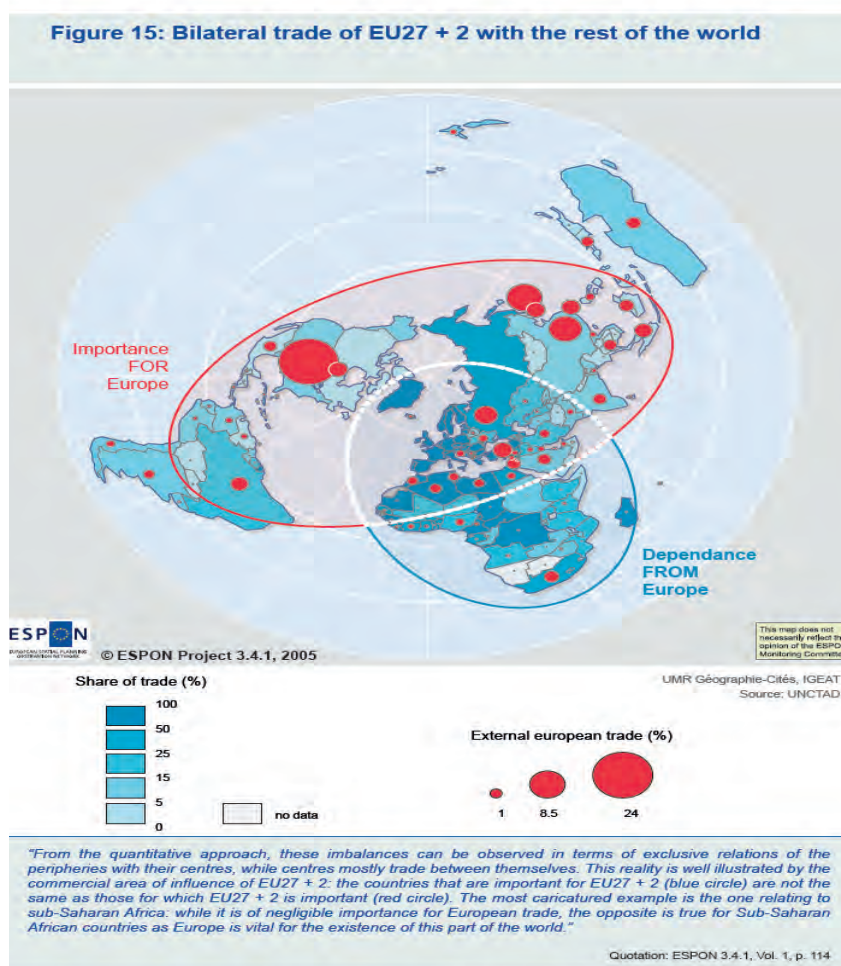 Figure 15: Bilateral trade of EU27 + 2 with the rest of the world
Importance
FOR
Europe
Dependance
FROM
Europe
ESPON
EUROPEAN SPATIAL PLANNING
OBSERVATION NETWORK
© ESPON Project 3.4.1, 2005
This map does not
necessarily reflect th
opinion of the ESPO
Monitoring Committe
UMR Géographie-Cités, IGEAT
Source: UNCTAD
Share of trade (%)
100
50
25
15
5
0
no data
External european trade (%)
1
8.5
24
"From the quantitative approach, these imbalances can be observed in terms of exclusive relations of the
peripheries with their centres, while centres mostly trade between themselves. This reality is well illustrated by the
commercial area of influence of EU27 + 2: the countries that are important for EU27 + 2 (blue circle) are not the
same as those for which EU27 + 2 is important (red circle). The most caricatured example is the one relating to
sub-Saharan Africa: while it is of negligible importance for European trade, the opposite is true for Sub-Saharan
African countries as Europe is vital for the existence of this part of the world."
Quotation: ESPON 3.4.1, Vol. 1, p. 114